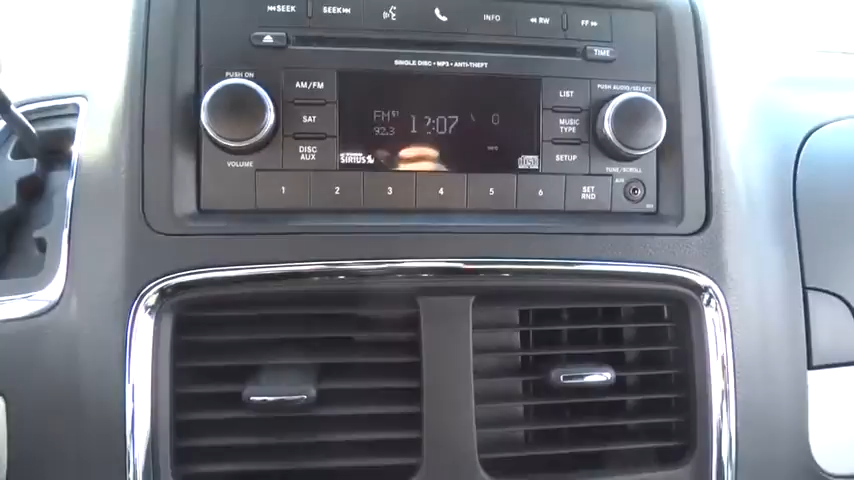 SEEK SEEK INFO RW FF
TIME
SINGLE DISC • MP3 • ANTI-THEFT
PUSH ON
AM/FM
LIST
PUSH AUDIO/SELECT
FM
92.3
12:07
SAT
MUSIC
TYPE
DISC
AUX
SETUP
SIRIUS
VOLUME
TUNE/SCROLL
1 2 3 4 5 6
SET
RND
AUX